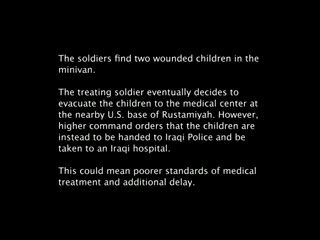 The soldiers find two wounded children in the
minivan.
The treating soldier eventually decides to
evacuate the children to the medical center at
the nearby U.S. base of Rustamiyah. However,
higher command orders that the children are
instead to be handed to Iraqi Police and be
taken to an Iraqi hospital.
This could mean poorer standards of medical
treatment and additional delay.